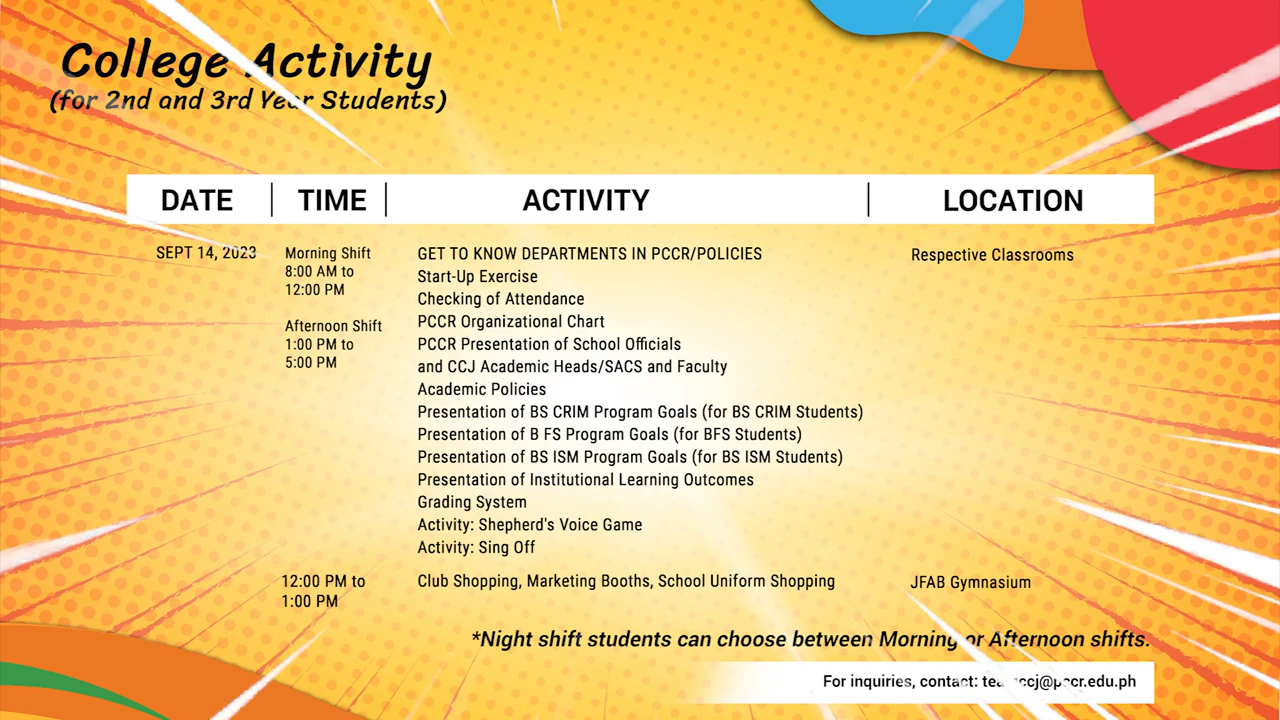 College Activity
(for 2nd and 3rd Year Students)
DATE
TIME
ACTIVITY
LOCATION
SEPT 14, 2023
Morning Shift
8:00 AM to
12:00 PM
Afternoon Shift
1:00 PM to
5:00 PM
GET TO KNOW DEPARTMENTS IN PCCR/POLICIES
Start-Up Exercise
Checking of Attendance
PCCR Organizational Chart
PCCR Presentation of School Officials
and CCJ Academic Heads/SACS and Faculty
Academic Policies
Presentation of BS CRIM Program Goals (for BS CRIM Students)
Presentation of B FS Program Goals (for BFS Students)
Presentation of BS ISM Program Goals (for BS ISM Students)
Presentation of Institutional Learning Outcomes
Grading System
Activity: Shepherd's Voice Game
Activity: Sing Off
Respective Classrooms
12:00 PM to
1:00 PM
Club Shopping, Marketing Booths, School Uniform Shopping
JFAB Gymnasium
*Night shift students can choose between Morning or Afternoon shifts.
For inquiries, contact: